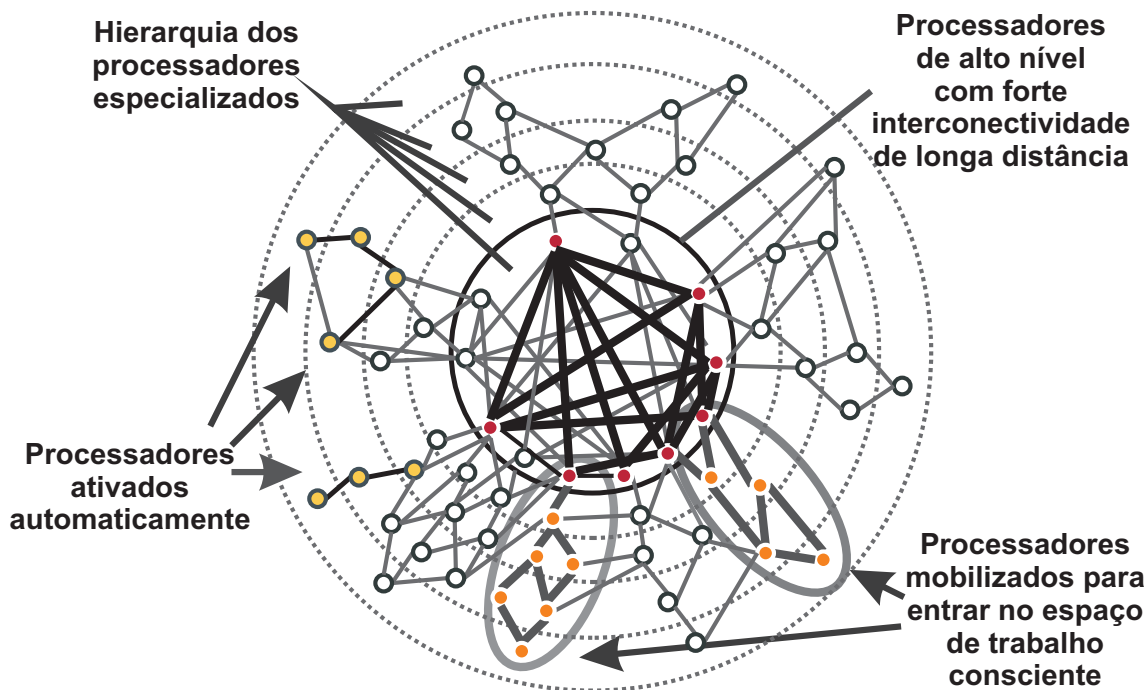 Hierarquia dos
processadores
especializados
Processadores
de alto nível
com forte
interconectividade
de longa distância
Processadores
ativados
automaticamente
Processadores
mobilizados para
entrar no espaço
de trabalho
consciente